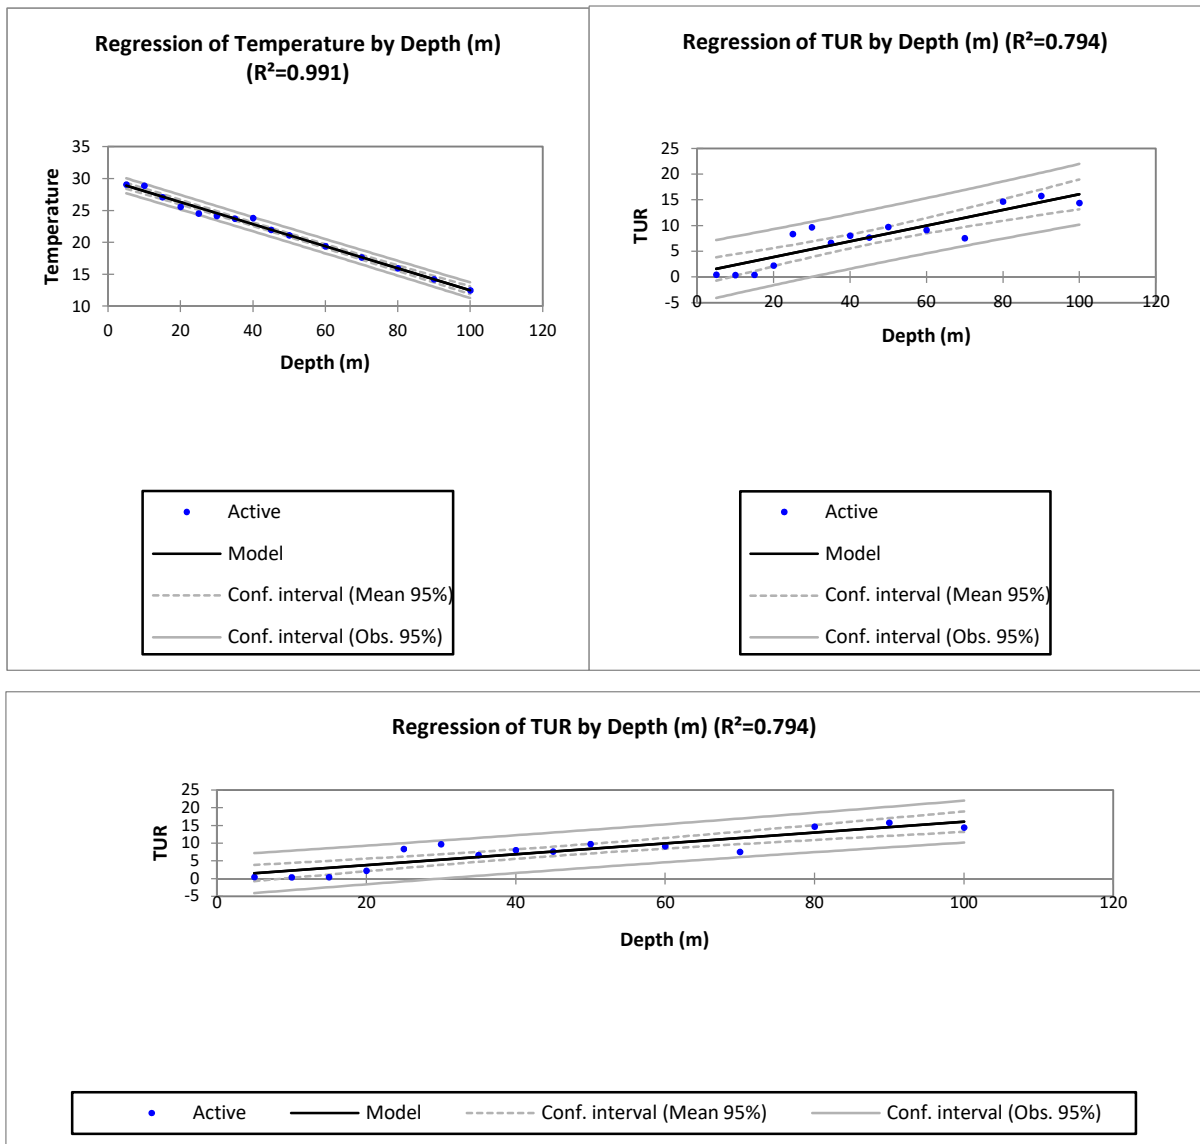 Regression of Temperature by Depth (m)
(R²=0.991)
35
30
25
20
15
10
0
20
40
60
80
100
120
Temperature
Depth (m)
Active
Model
Conf. interval (Mean 95%)
Conf. interval (Obs. 95%)
Regression of TUR by Depth (m) (R²=0.794)
25
20
15
10
5
0
-5
0
20
40
60
80
100
120
TUR
Depth (m)
Active
Model
Conf. interval (Mean 95%)
Conf. interval (Obs. 95%)
Regression of TUR by Depth (m) (R²=0.794)
25
20
15
10
5
0
-5
0
20
40
60
80
100
120
TUR
Depth (m)
Active Model Conf. interval (Mean 95%) Conf. interval (Obs. 95%)